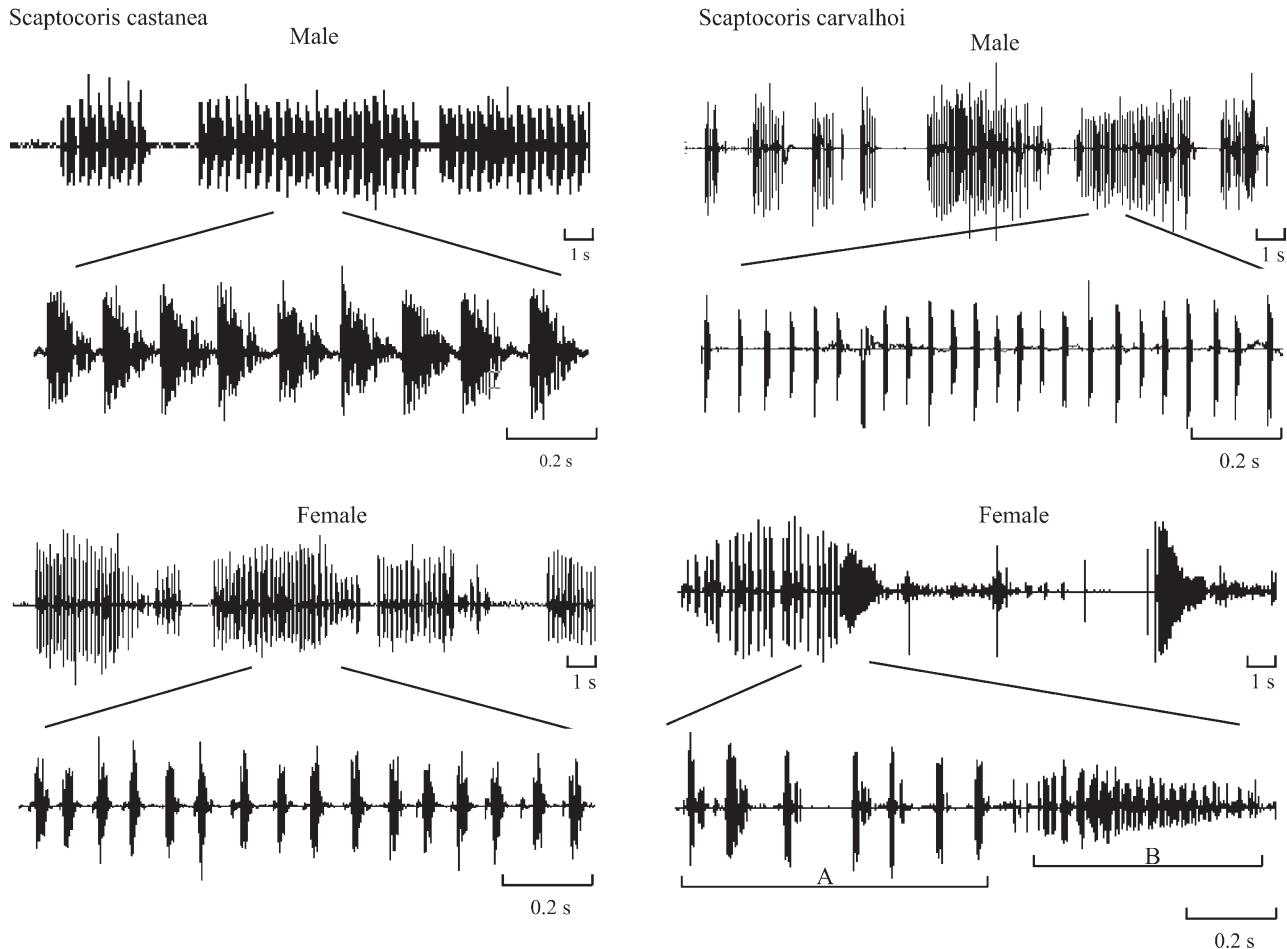 Scaptocoris castanea
Male
1 s
0.2 s
Female
1 s
0.2 s
Scaptocoris carvalhoi
Male
1 s
0.2 s
Female
1 s
A
B
0.2 s